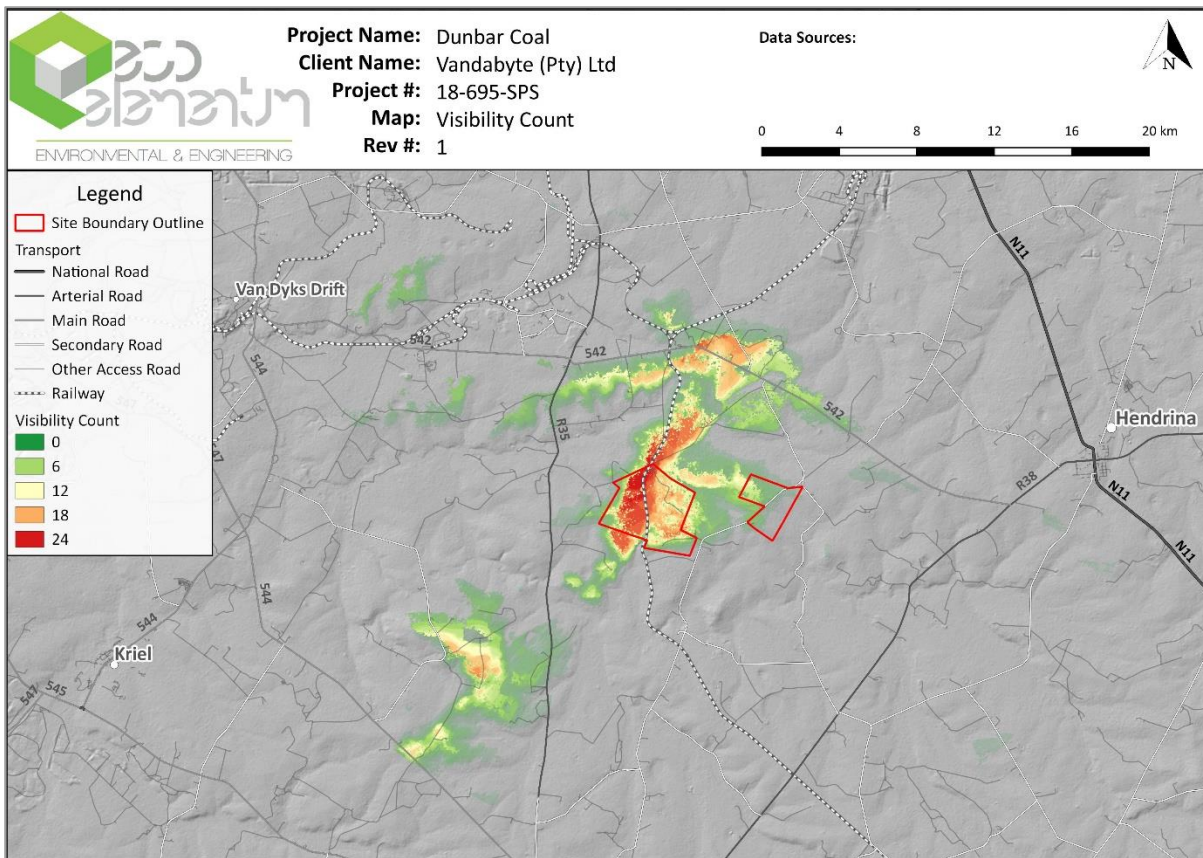 eco
elementum
ENVIRONMENTAL & ENGINEERING
Project Name: Dunbar Coal
Client Name: Vandabyte (Pty) Ltd
Project #: 18-695-SPS
Map: Visibility Count
Rev #: 1
Data Sources:
N
0 4 8 12 16 20 km
Legend
Site Boundary Outline
Transport
National Road
Arterial Road
Main Road
Secondary Road
Other Access Road
Railway
Visibility Count
0
6
12
18
24
Van Dyks Drift
542
542
542
544
544
544
547
547
545
R35
R38
N11
N11
N11
N11
Hendrina
Kriel